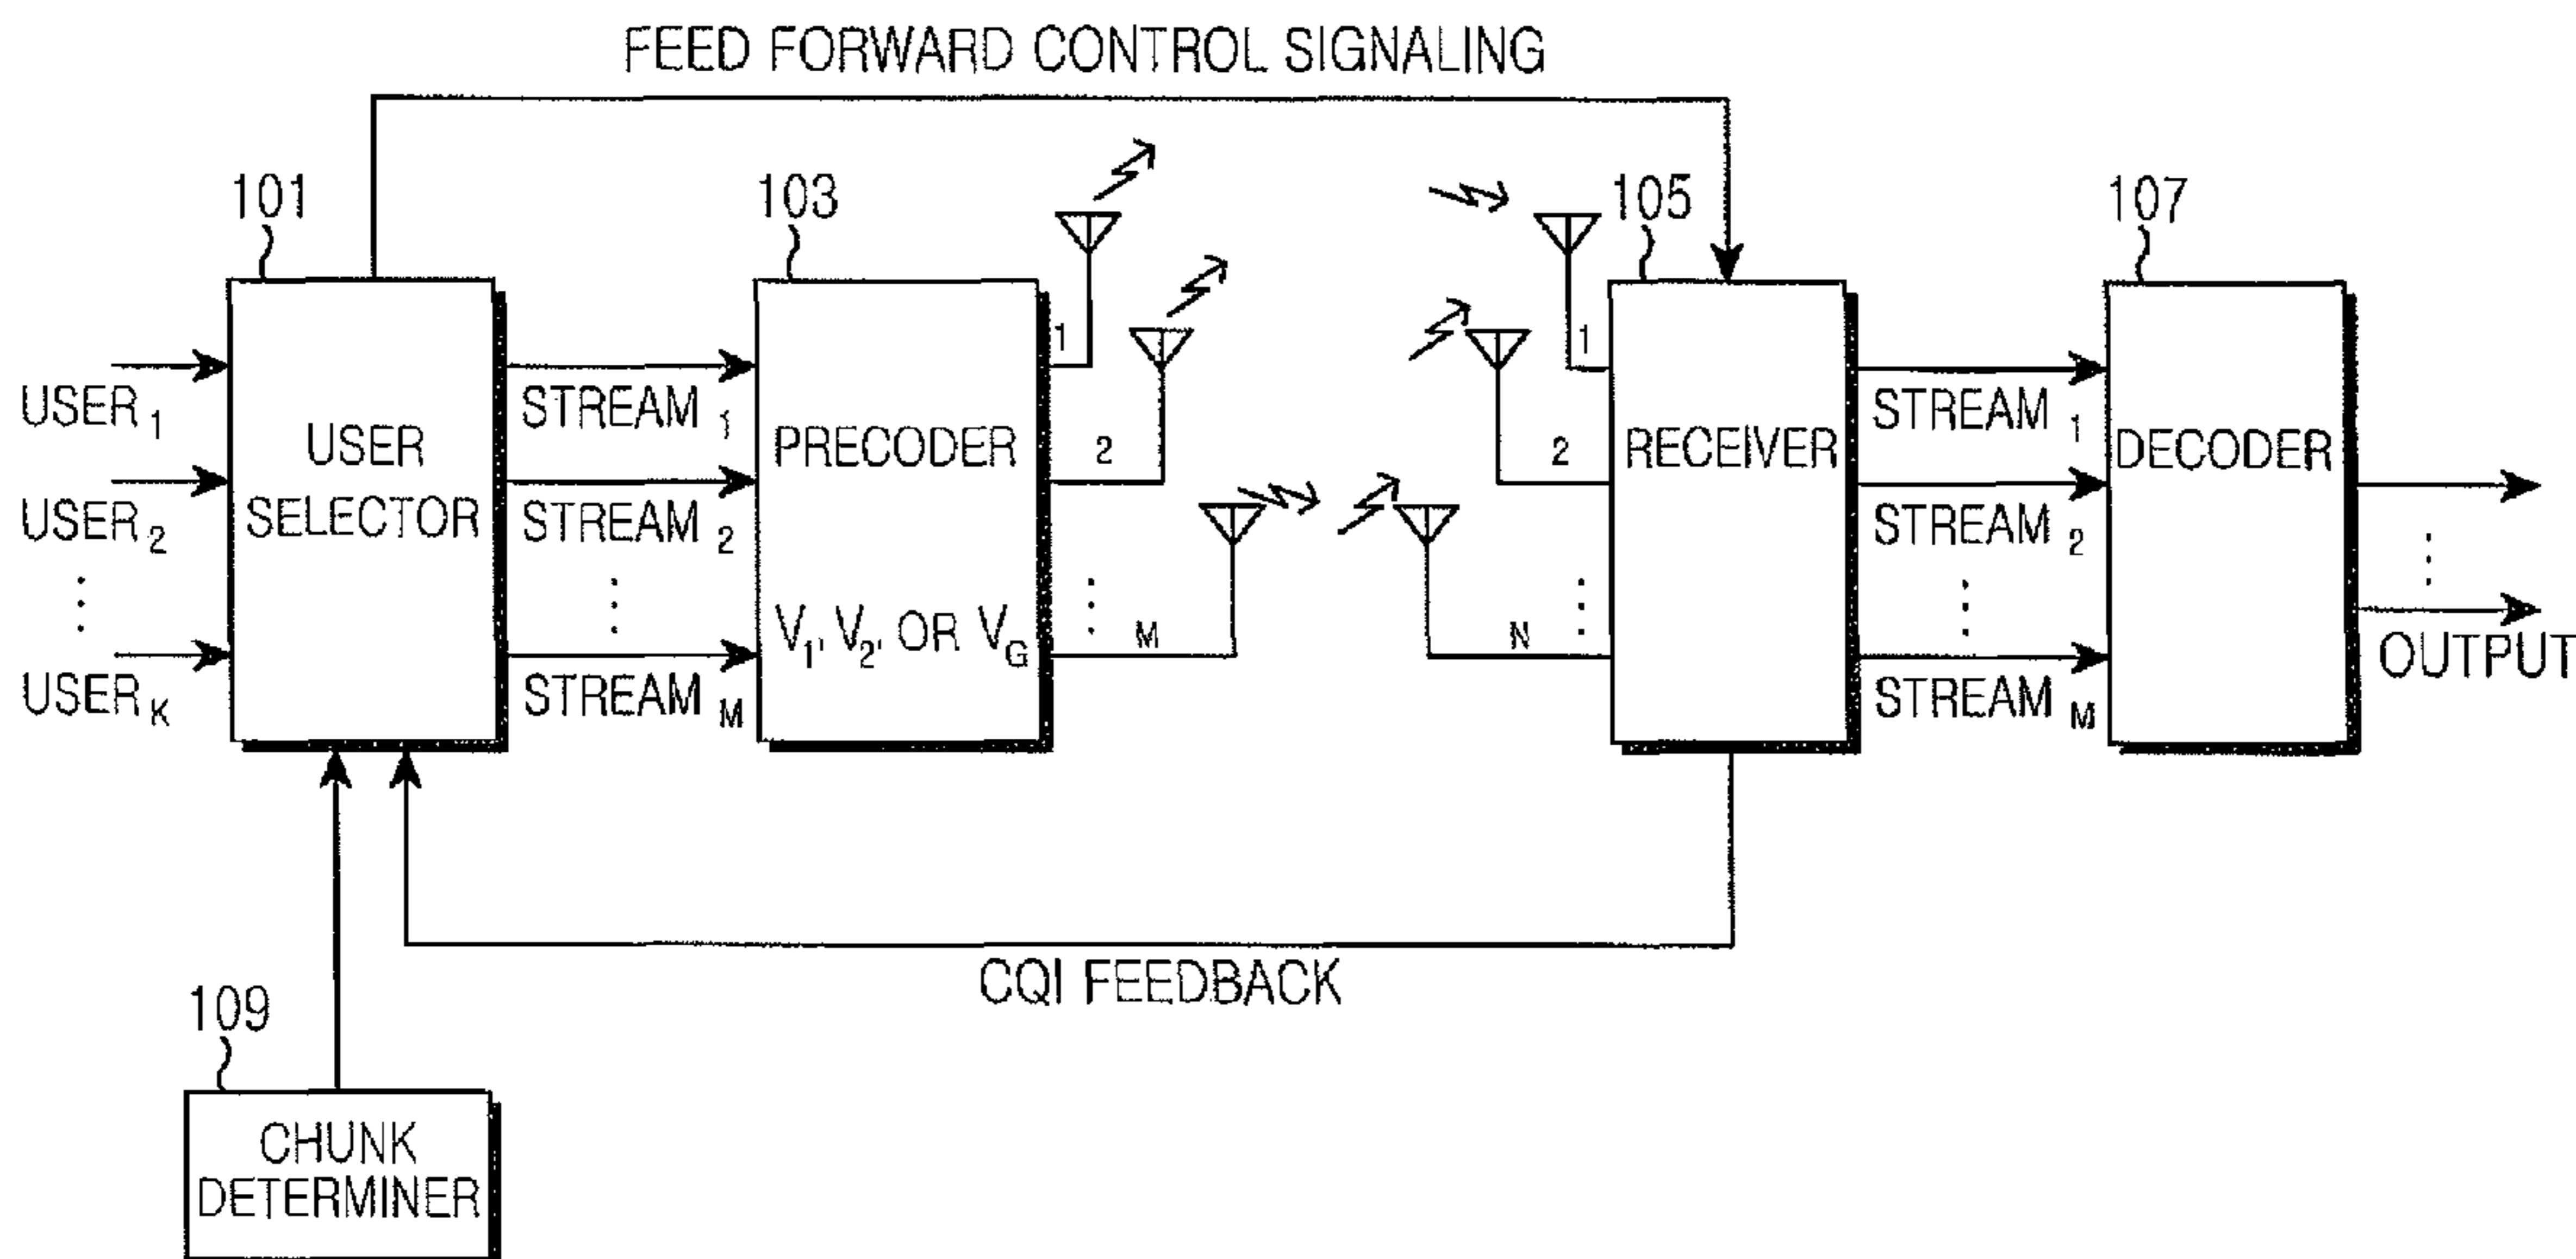 FEED FORWARD CONTROL SIGNALING
101
103
105
107
USER 1
USER 2
USER K
USER
SELECTOR
STREAM 1
STREAM 2
STREAM M
PRECODER
V1, V2, OR VG
1
2
M
1
2
N
RECEIVER
STREAM 1
STREAM 2
STREAM M
DECODER
OUTPUT
CQI FEEDBACK
109
CHUNK
DETERMINER